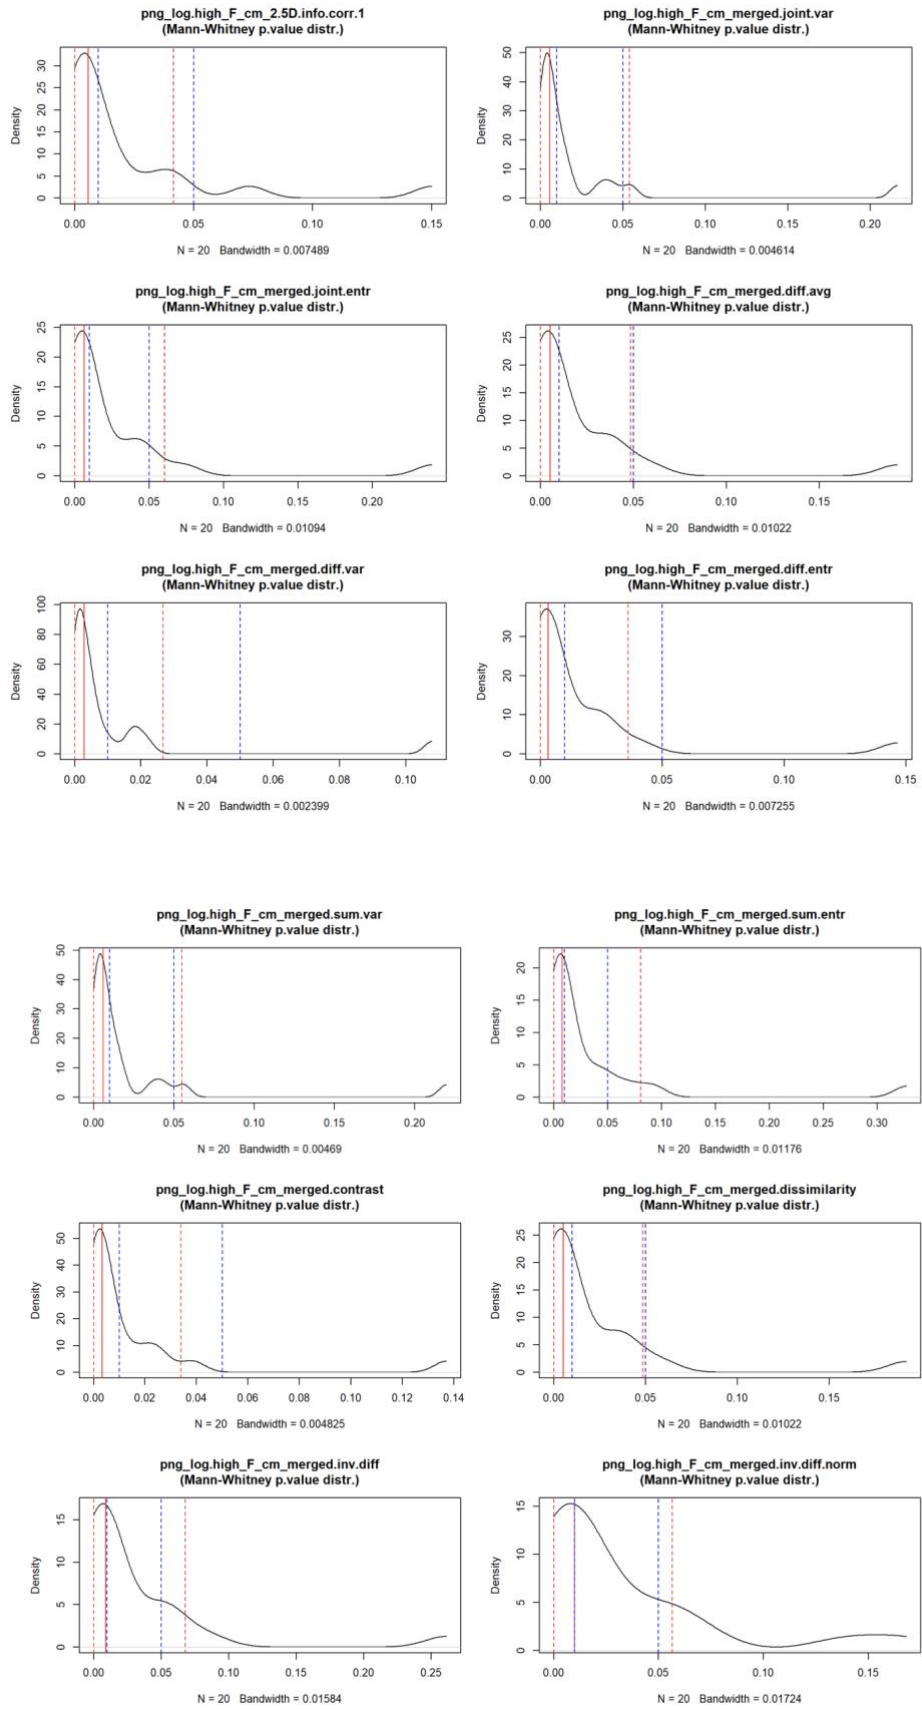 png_log.high_F_cm_2.5D.info.corr.1
(Mann-Whitney p.value distr.)
Density
0 5 10 15 20 25 30
0.00 0.05 0.10 0.15
N = 20 Bandwidth = 0.007489
png_log.high_F_cm_merged.joint.var
(Mann-Whitney p.value distr.)
Density
0 10 20 30 40 50
0.00 0.05 0.10 0.15 0.20
N = 20 Bandwidth = 0.004614
png_log.high_F_cm_merged.joint.entr
(Mann-Whitney p.value distr.)
Density
0 5 10 15 20 25
0.00 0.05 0.10 0.15 0.20
N = 20 Bandwidth = 0.01094
png_log.high_F_cm_merged.diff.avg
(Mann-Whitney p.value distr.)
Density
0 5 10 15 20 25
0.00 0.05 0.10 0.15
N = 20 Bandwidth = 0.01022
png_log.high_F_cm_merged.diff.var
(Mann-Whitney p.value distr.)
Density
0 20 40 60 80 100
0.00 0.02 0.04 0.06 0.08 0.10
N = 20 Bandwidth = 0.002399
png_log.high_F_cm_merged.diff.entr
(Mann-Whitney p.value distr.)
Density
0 10 20 30
0.00 0.05 0.10 0.15
N = 20 Bandwidth = 0.007255
png_log.high_F_cm_merged.sum.var
(Mann-Whitney p.value distr.)
Density
0 10 20 30 40 50
0.00 0.05 0.10 0.15 0.20
N = 20 Bandwidth = 0.00469
png_log.high_F_cm_merged.sum.entr
(Mann-Whitney p.value distr.)
Density
0 5 10 15 20
0.00 0.05 0.10 0.15 0.20 0.25 0.30
N = 20 Bandwidth = 0.01176
png_log.high_F_cm_merged.contrast
(Mann-Whitney p.value distr.)
Density
0 10 20 30 40 50
0.00 0.02 0.04 0.06 0.08 0.10 0.12 0.14
N = 20 Bandwidth = 0.004825
png_log.high_F_cm_merged.dissimilarity
(Mann-Whitney p.value distr.)
Density
0 5 10 15 20 25
0.00 0.05 0.10 0.15
N = 20 Bandwidth = 0.01022
png_log.high_F_cm_merged.inv.diff
(Mann-Whitney p.value distr.)
Density
0 5 10 15
0.00 0.05 0.10 0.15 0.20 0.25
N = 20 Bandwidth = 0.01584
png_log.high_F_cm_merged.inv.diff.norm
(Mann-Whitney p.value distr.)
Density
0 5 10 15
0.00 0.05 0.10 0.15
N = 20 Bandwidth = 0.01724